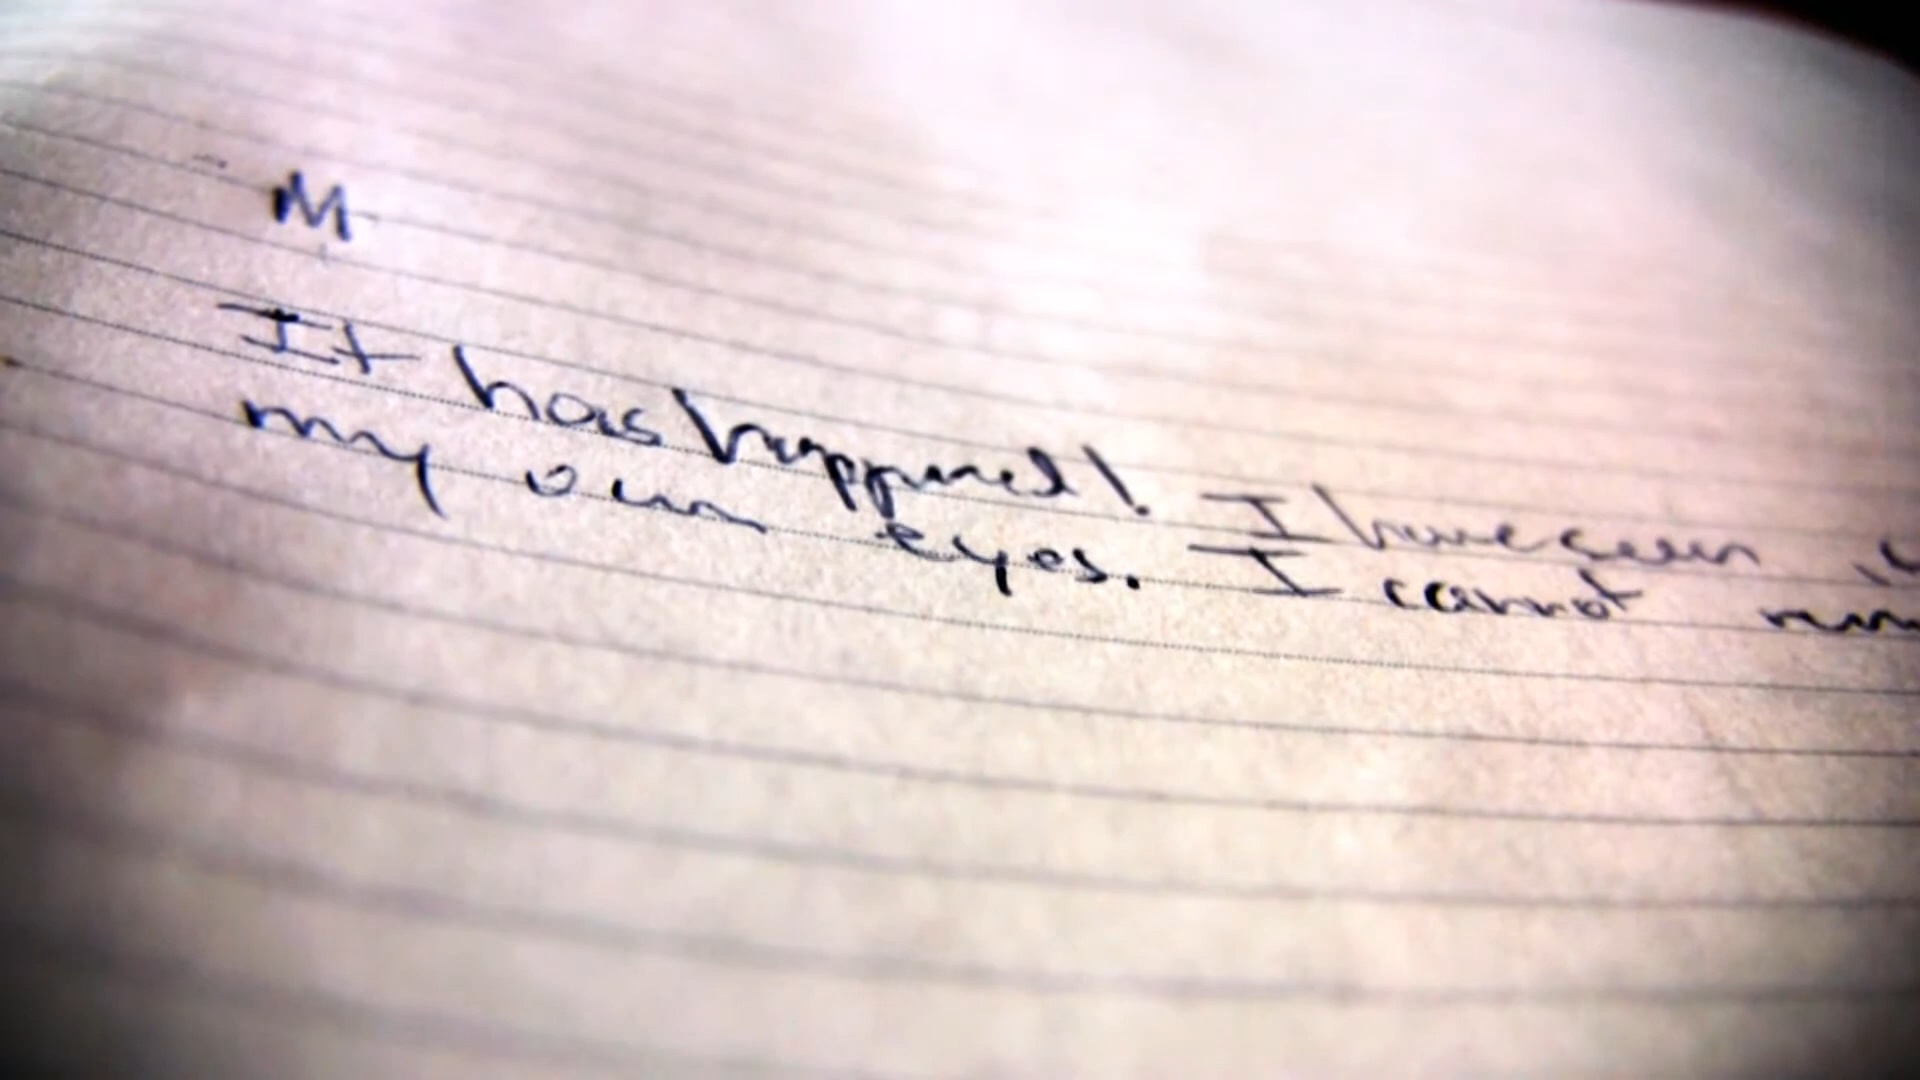 M
It has happened! I have seen
my own eyes. I cannot